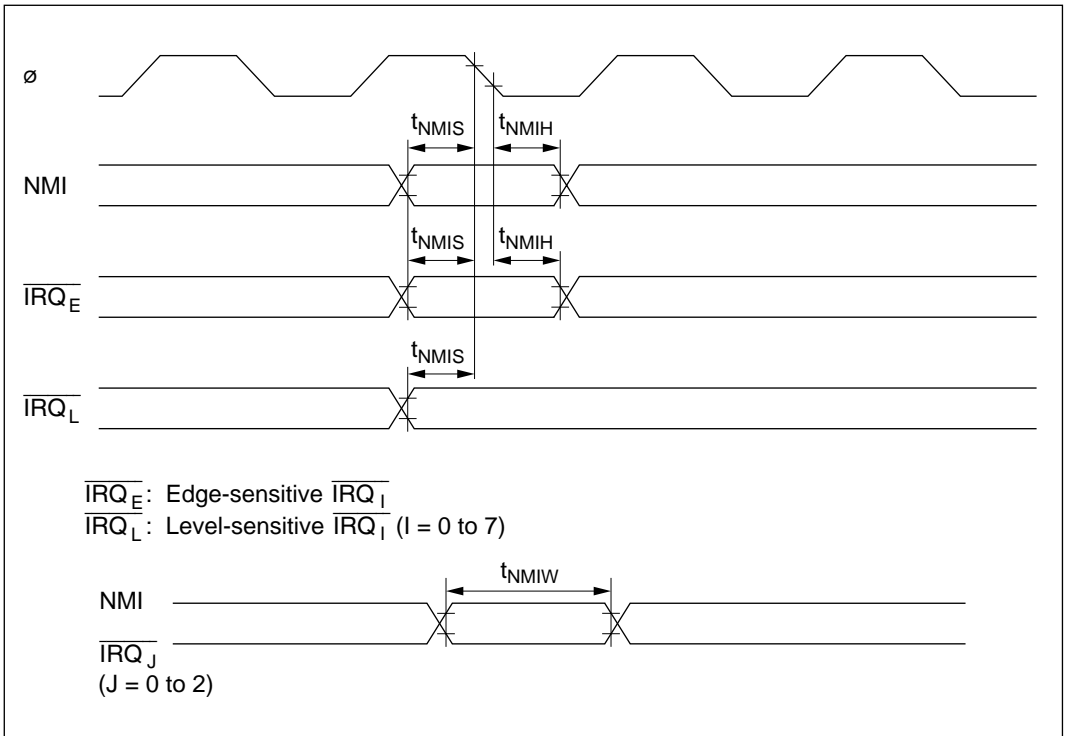 ø
tNMIS tNMIH
NMI
tNMIS tNMIH
IRQE
tNMIS
IRQL
IRQE: Edge-sensitive IRQI
IRQL: Level-sensitive IRQI (I = 0 to 7)
tNMIW
NMI
IRQJ
(J = 0 to 2)